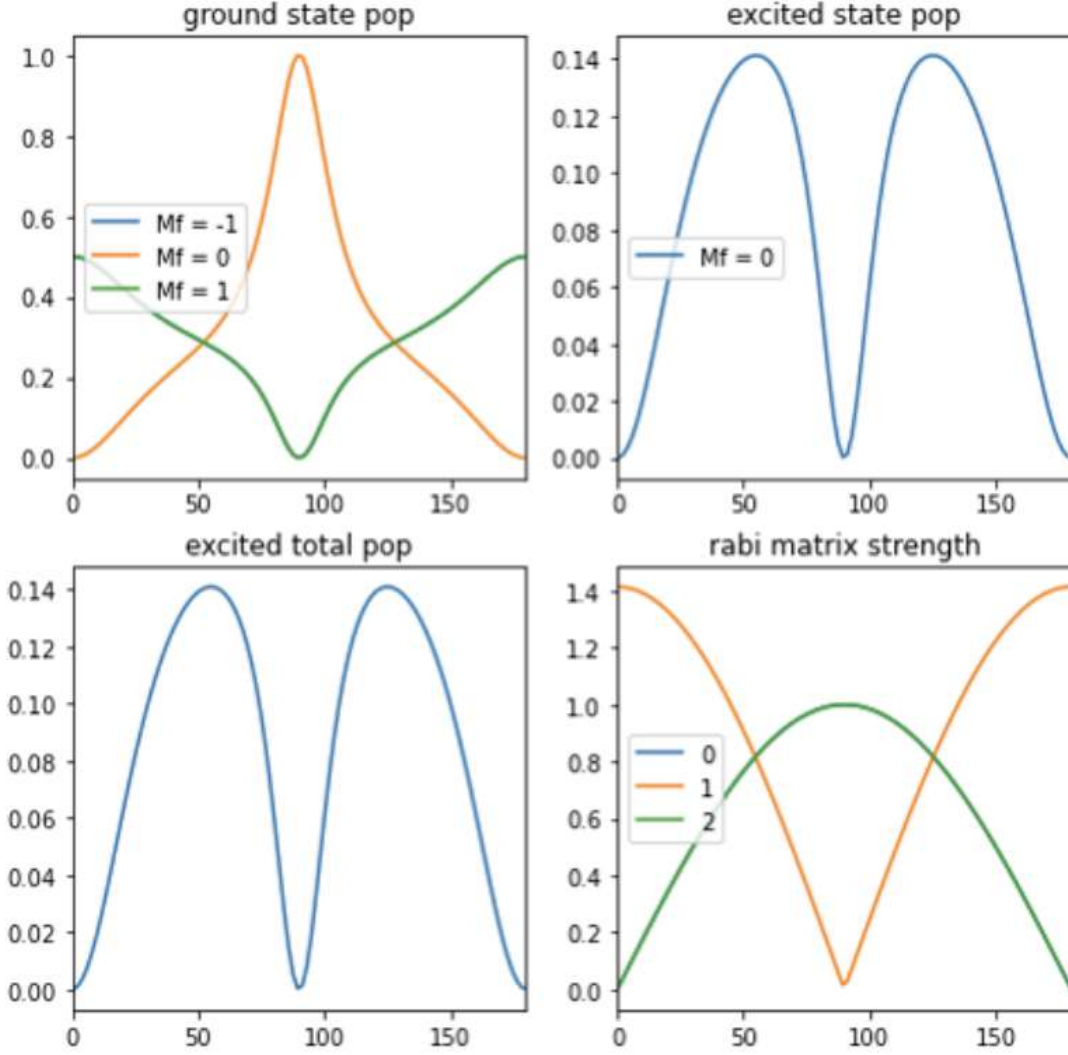 ground state pop
1.0
0.8
0.6
0.4
0.2
0.0
Mf = -1
Mf = 0
Mf = 1
0 50 100 150
excited state pop
0.14
0.12
0.10
0.08
0.06
0.04
0.02
0.00
Mf = 0
0 50 100 150
excited total pop
0.14
0.12
0.10
0.08
0.06
0.04
0.02
0.00
0 50 100 150
rabi matrix strength
1.4
1.2
1.0
0.8
0.6
0.4
0.2
0.0
0
1
2
0 50 100 150